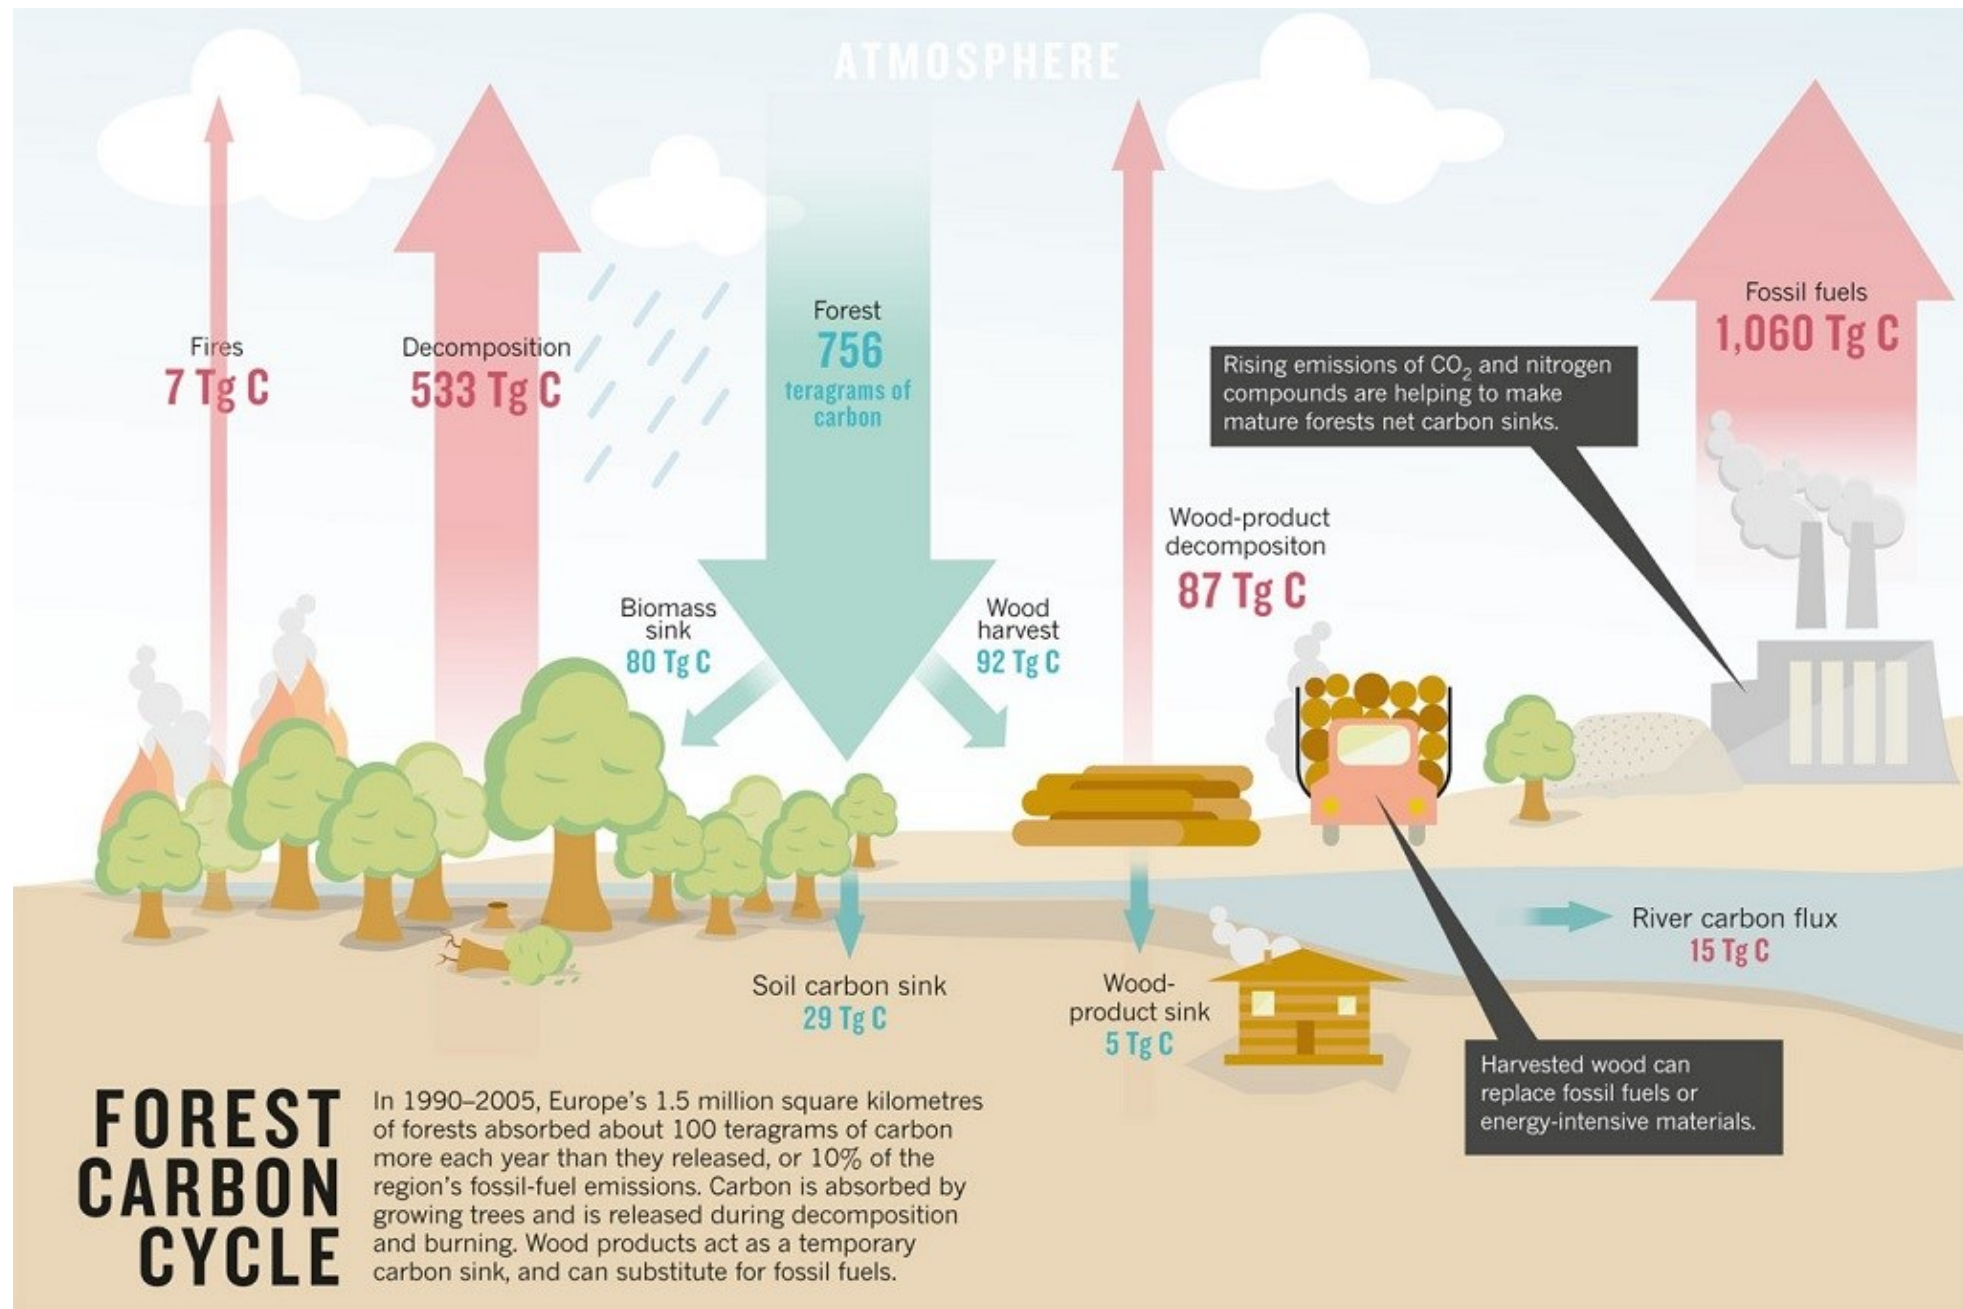 ATMOSPHERE
Fires
7 Tg C
Decomposition
533 Tg C
Forest
756
teragrams of
carbon
Fossil fuels
1,060 Tg C
Rising emissions of CO₂ and nitrogen
compounds are helping to make
mature forests net carbon sinks.
Wood-product
decompositon
87 Tg C
Biomass
sink
80 Tg C
Wood
harvest
92 Tg C
Soil carbon sink
29 Tg C
Wood-
product sink
5 Tg C
River carbon flux
15 Tg C
Harvested wood can
replace fossil fuels or
energy-intensive materials.
FOREST
CARBON
CYCLE
In 1990–2005, Europe's 1.5 million square kilometres
of forests absorbed about 100 teragrams of carbon
more each year than they released, or 10% of the
region's fossil-fuel emissions. Carbon is absorbed by
growing trees and is released during decomposition
and burning. Wood products act as a temporary
carbon sink, and can substitute for fossil fuels.